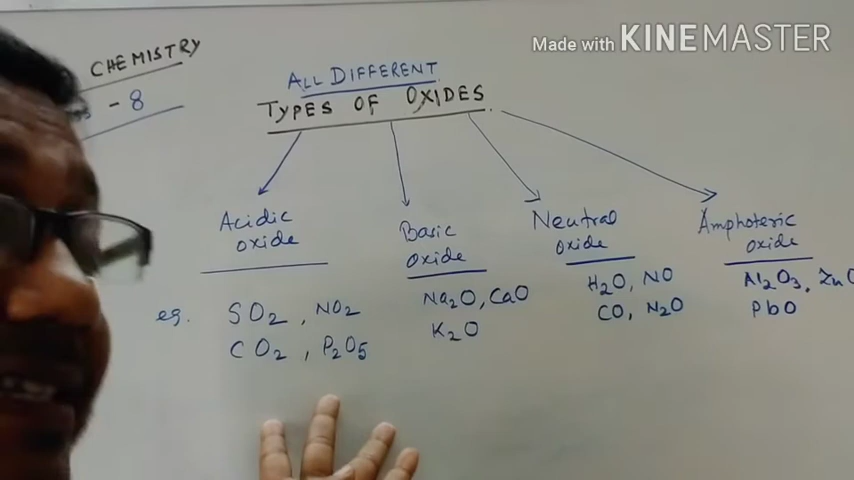 Made with KINEMASTER
CHEMISTRY
- 8
ALL DIFFERENT
TYPES OF OXIDES
Acidic
oxide
Basic
oxide
Neutral
oxide
Amphoteric
oxide
eg. SO₂, NO₂
CO₂, P₂O₅
Na₂O, CaO
K₂O
H₂O, NO
CO, N₂O
Al₂O₃, ZnO
PbO